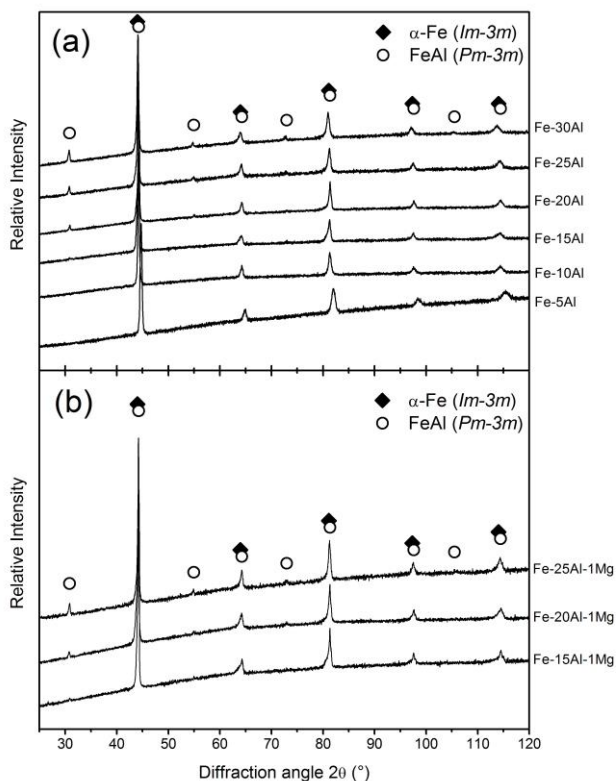 (a)
α-Fe (Im-3m)
FeAl (Pm-3m)
Relative Intensity
Fe-30Al
Fe-25Al
Fe-20Al
Fe-15Al
Fe-10Al
Fe-5Al
(b)
α-Fe (Im-3m)
FeAl (Pm-3m)
Relative Intensity
Fe-25Al-1Mg
Fe-20Al-1Mg
Fe-15Al-1Mg
30 40 50 60 70 80 90 100 110 120
Diffraction angle 2θ (°)